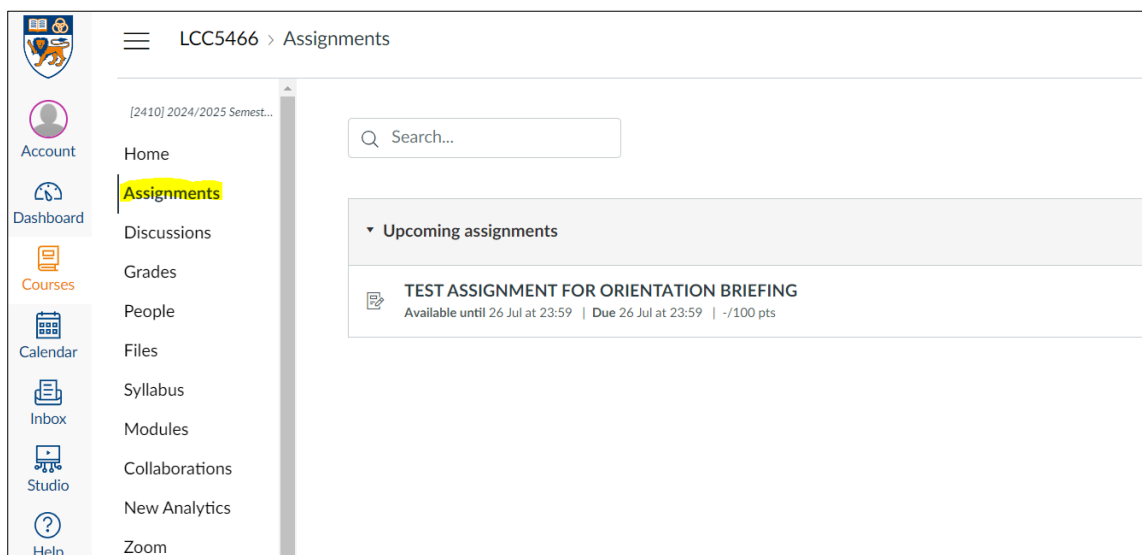 LCC5466 > Assignments
Account
Dashboard
Courses
Calendar
Inbox
Studio
Help
[2410] 2024/2025 Semest...
Home
Assignments
Discussions
Grades
People
Files
Syllabus
Modules
Collaborations
New Analytics
Zoom
Search...
Upcoming assignments
TEST ASSIGNMENT FOR ORIENTATION BRIEFING
Available until 26 Jul at 23:59 | Due 26 Jul at 23:59 | -/100 pts